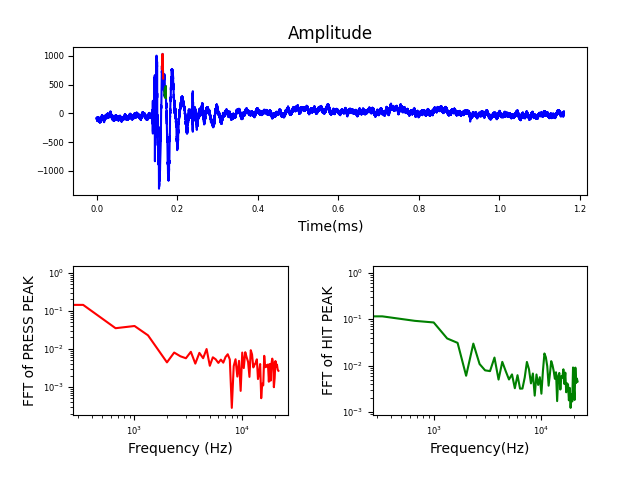 Amplitude
1000
500
0
−500
−1000
0.0 0.2 0.4 0.6 0.8 1.0 1.2
Time(ms)
FFT of PRESS PEAK
10⁰
10⁻¹
10⁻²
10⁻³
10³ 10⁴
Frequency (Hz)
FFT of HIT PEAK
10⁰
10⁻¹
10⁻²
10⁻³
10³ 10⁴
Frequency(Hz)